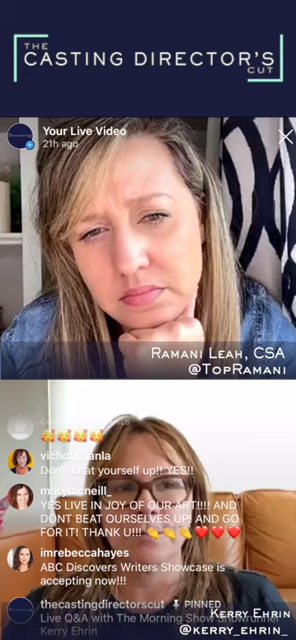 THE
CASTING DIRECTOR'S
CUT
Your Live Video
21h ago
RAMANI LEAH, CSA
@TOPRAMANI
🥰🥰🥰🥰
Don't beat yourself up!! YES!!
YES LIVE IN JOY OF OUR ART!!!! AND
DONT BEAT OURSELVES UP! AND GO
FOR IT! THANK U!!! 👏👏👏❤️❤️❤️
imrebeccahayes
ABC Discovers Writers Showcase is
accepting now!!!
thecastingdirectorscut PINNED
Live Q&A with The Morning Show Showrunner
Kerry Ehrin
KERRY EHRIN
@KERRY_EHRIN_